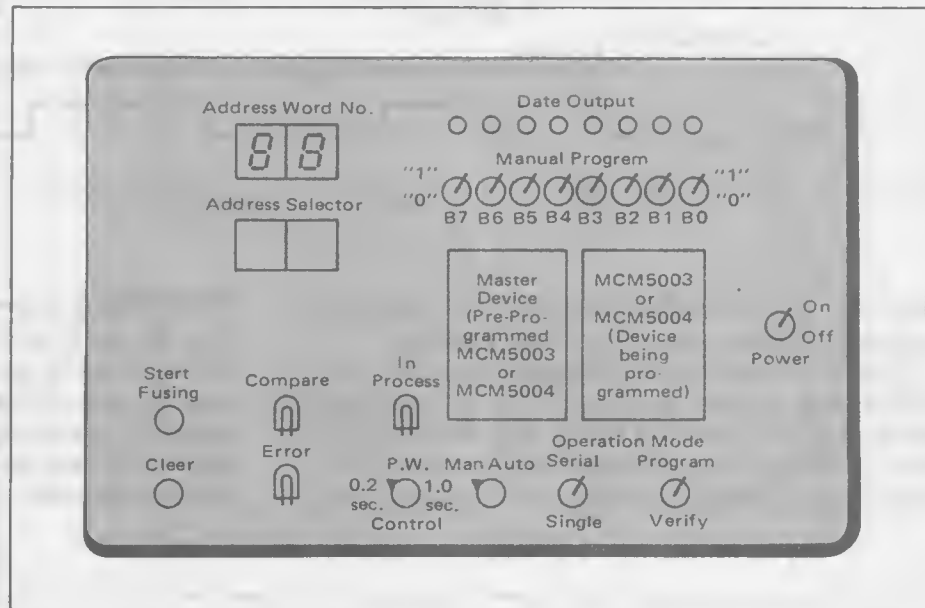 Address Word No.
88
Date Output
Manual Progrem
"1" "1"
"0" "0"
B7 B6 B5 B4 B3 B2 B1 B0
Address Selector
Master
Device
(Pre-Pro-
grammed
MCM5003
or
MCM5004
MCM5003
or
MCM5004
(Device
being
pro-
grammed)
On
Off
Power
Stert
Fusing
Compare
In
Process
Cleer
Error
P.W.
0.2
sec.
1.0
sec.
Control
Man Auto
Operation Mode
Serial
Single
Program
Verify